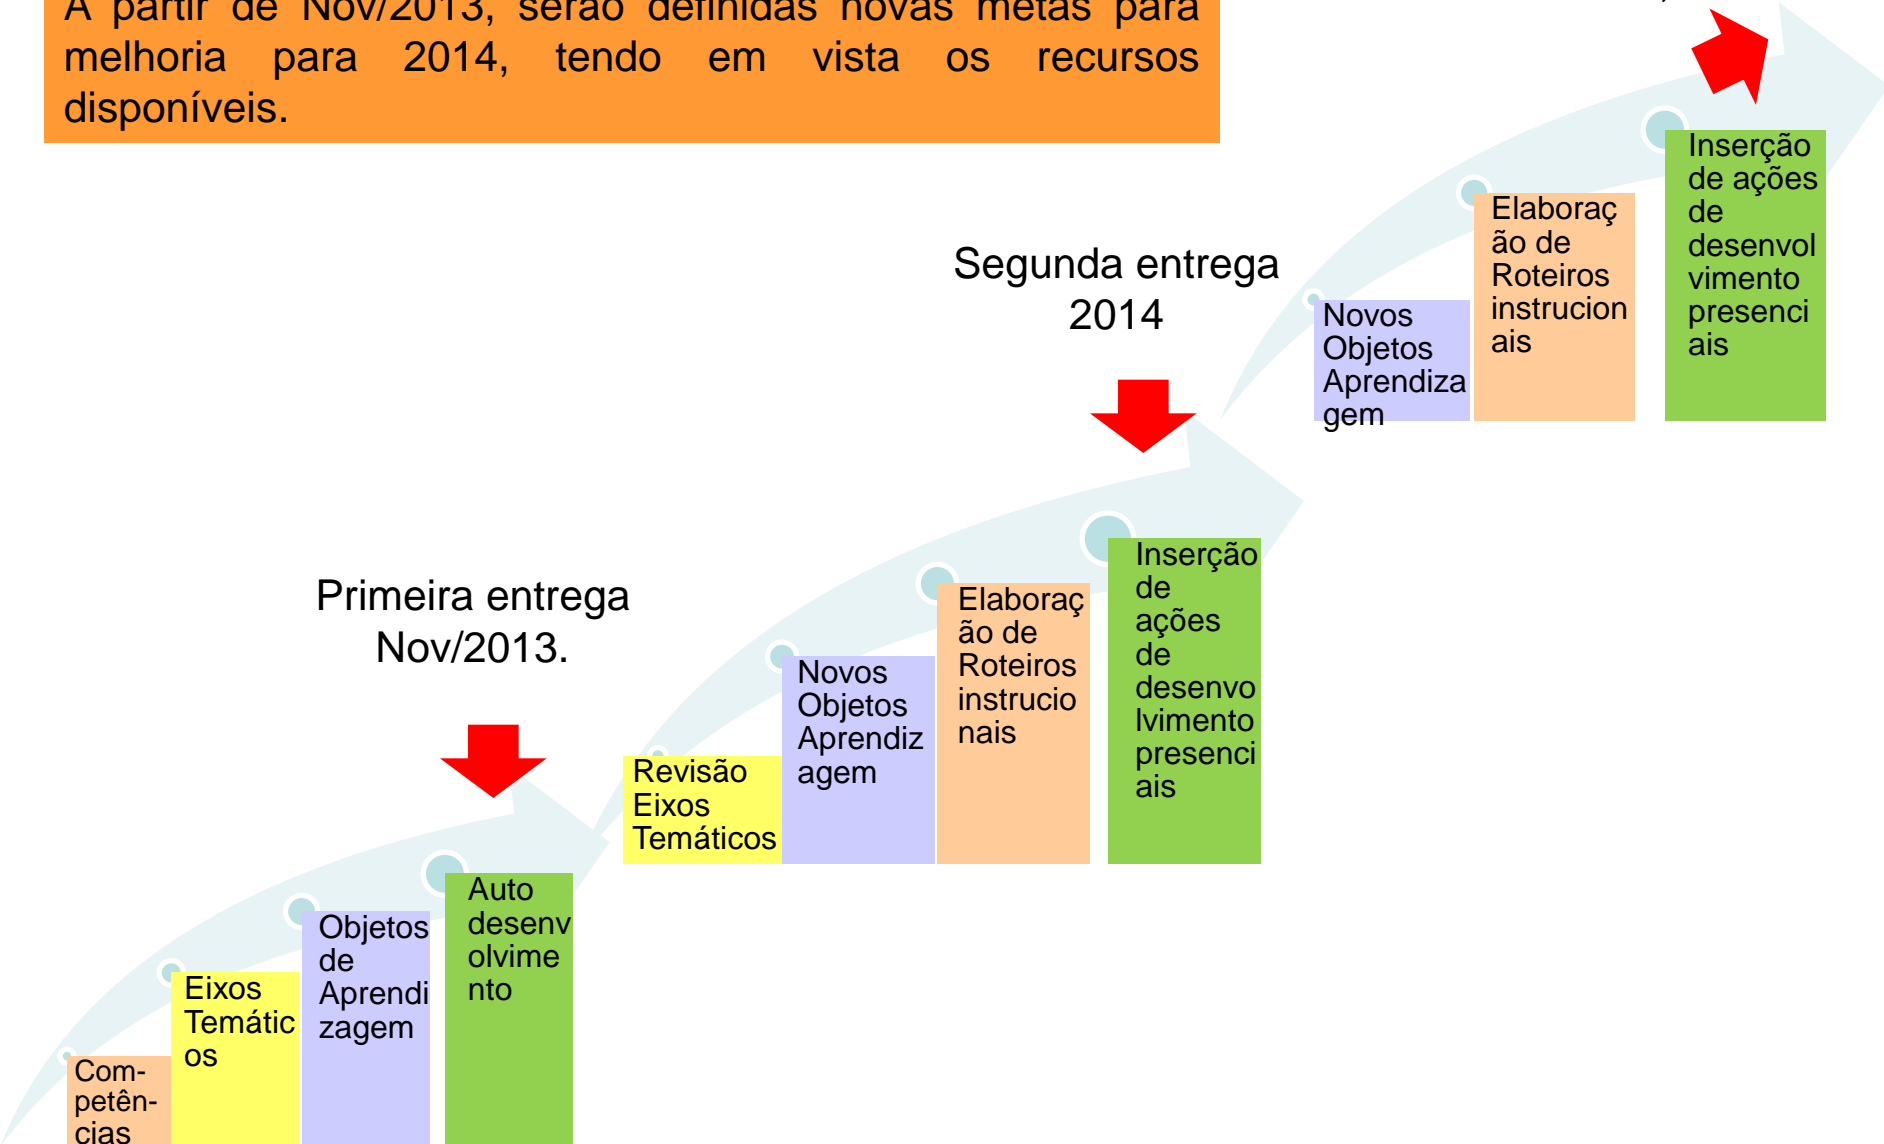 A partir de Nov/2013, serão definidas novas metas para
melhoria para 2014, tendo em vista os recursos
disponíveis.
Inserção
de ações
de
desenvol
vimento
presenci
ais
Elaboraç
ão de
Roteiros
instrucion
ais
Novos
Objetos
Aprendiza
gem
Segunda entrega
2014
Inserção
de
ações
de
desenvo
lvimento
presenci
ais
Elaboraç
ão de
Roteiros
instrucio
nais
Novos
Objetos
Aprendiz
agem
Revisão
Eixos
Temáticos
Primeira entrega
Nov/2013.
Auto
desenv
olvime
nto
Objetos
de
Aprendi
zagem
Eixos
Temátic
os
Com-
petên-
cias